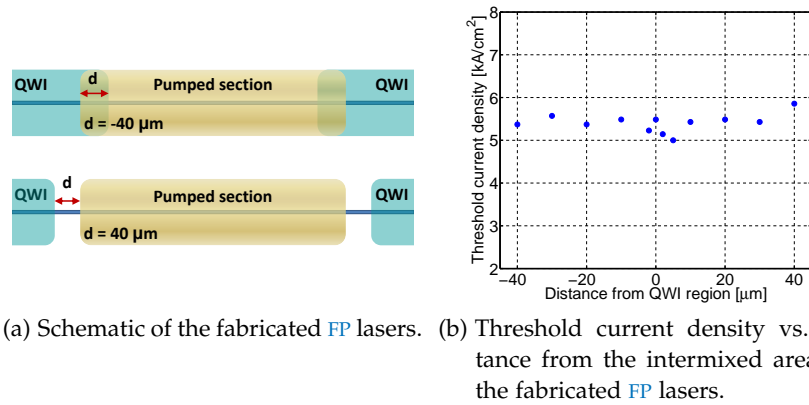 QWI
d
Pumped section
QWI
d = -40 µm
QWI
d
Pumped section
QWI
d = 40 µm
Threshold current density [kA/cm²]
8
7
6
5
4
3
2
−40
−20
0
20
40
Distance from QWI region [µm]
(a) Schematic of the fabricated FP lasers.
(b) Threshold current density vs.
tance from the intermixed area
the fabricated FP lasers.